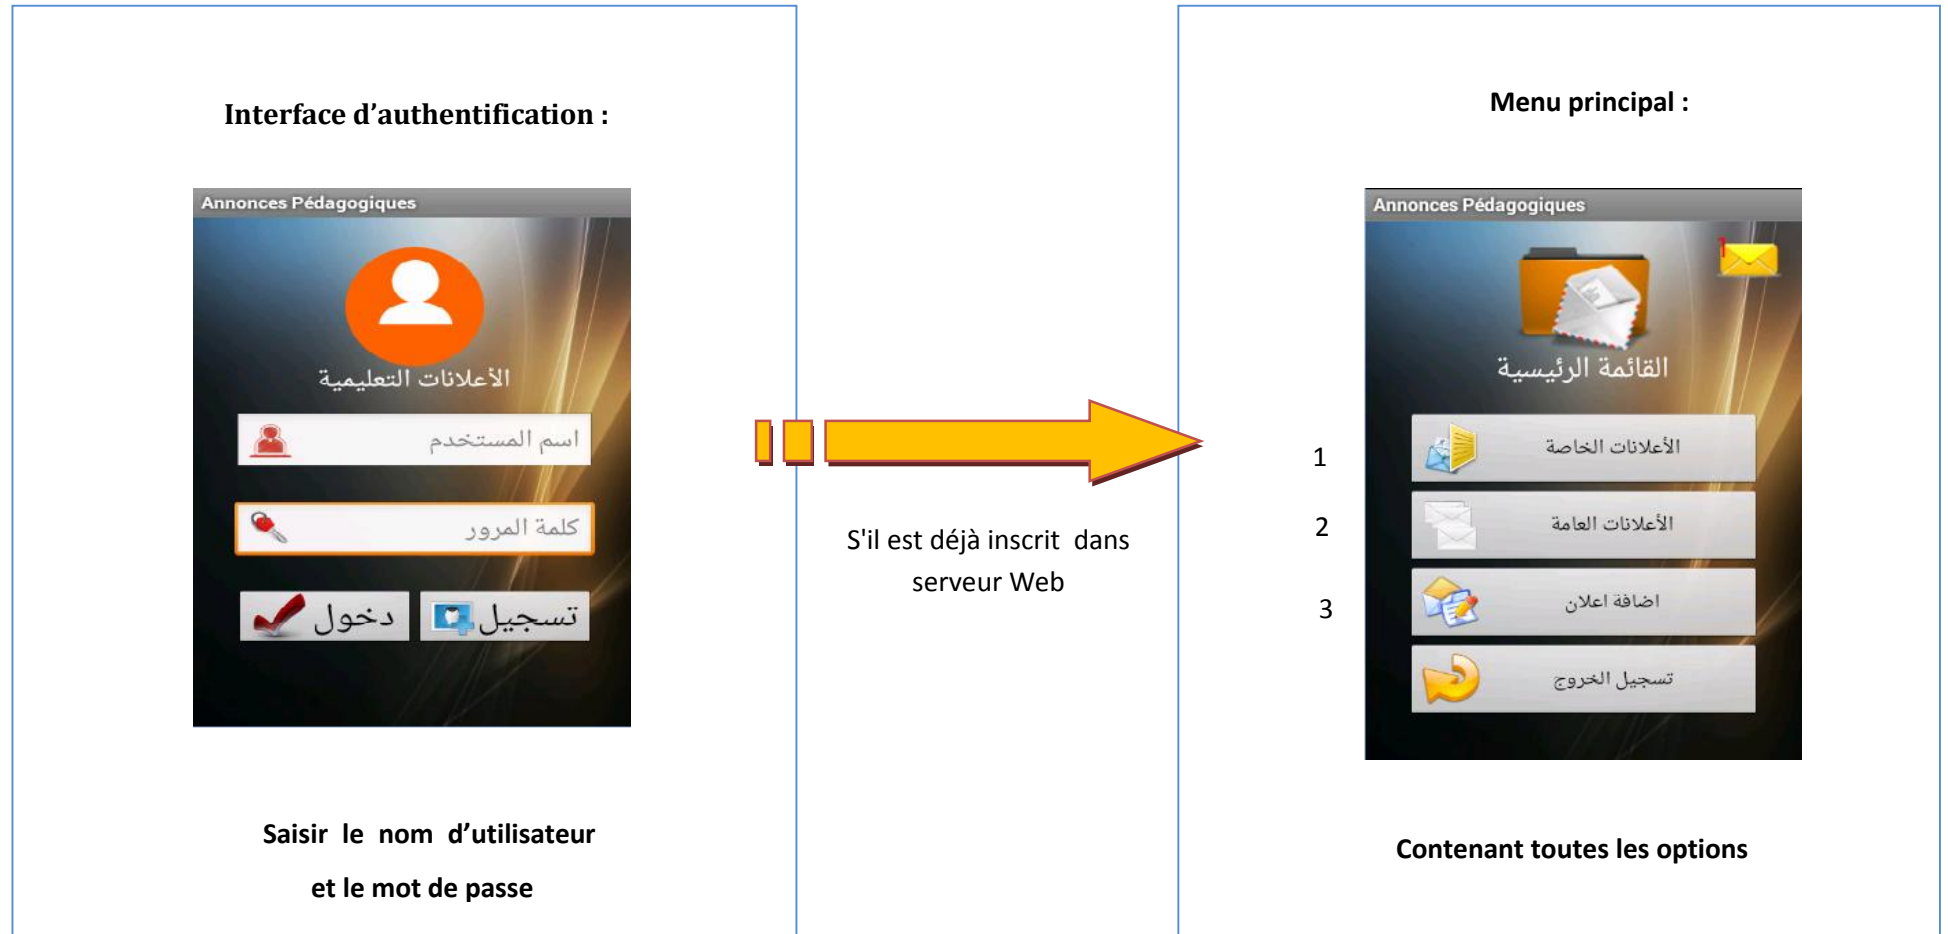 Interface d'authentification :
Annonces Pédagogiques
الأعلانات التعليمية
اسم المستخدم
كلمة المرور
تسجيل
دخول
Saisir le nom d'utilisateur
et le mot de passe
S'il est déjà inscrit dans
serveur Web
Menu principal :
Annonces Pédagogiques
1
القائمة الرئيسية
1
الأعلانات الخاصة
2
الأعلانات العامة
3
اضافة اعلان
تسجيل الخروج
Contenant toutes les options